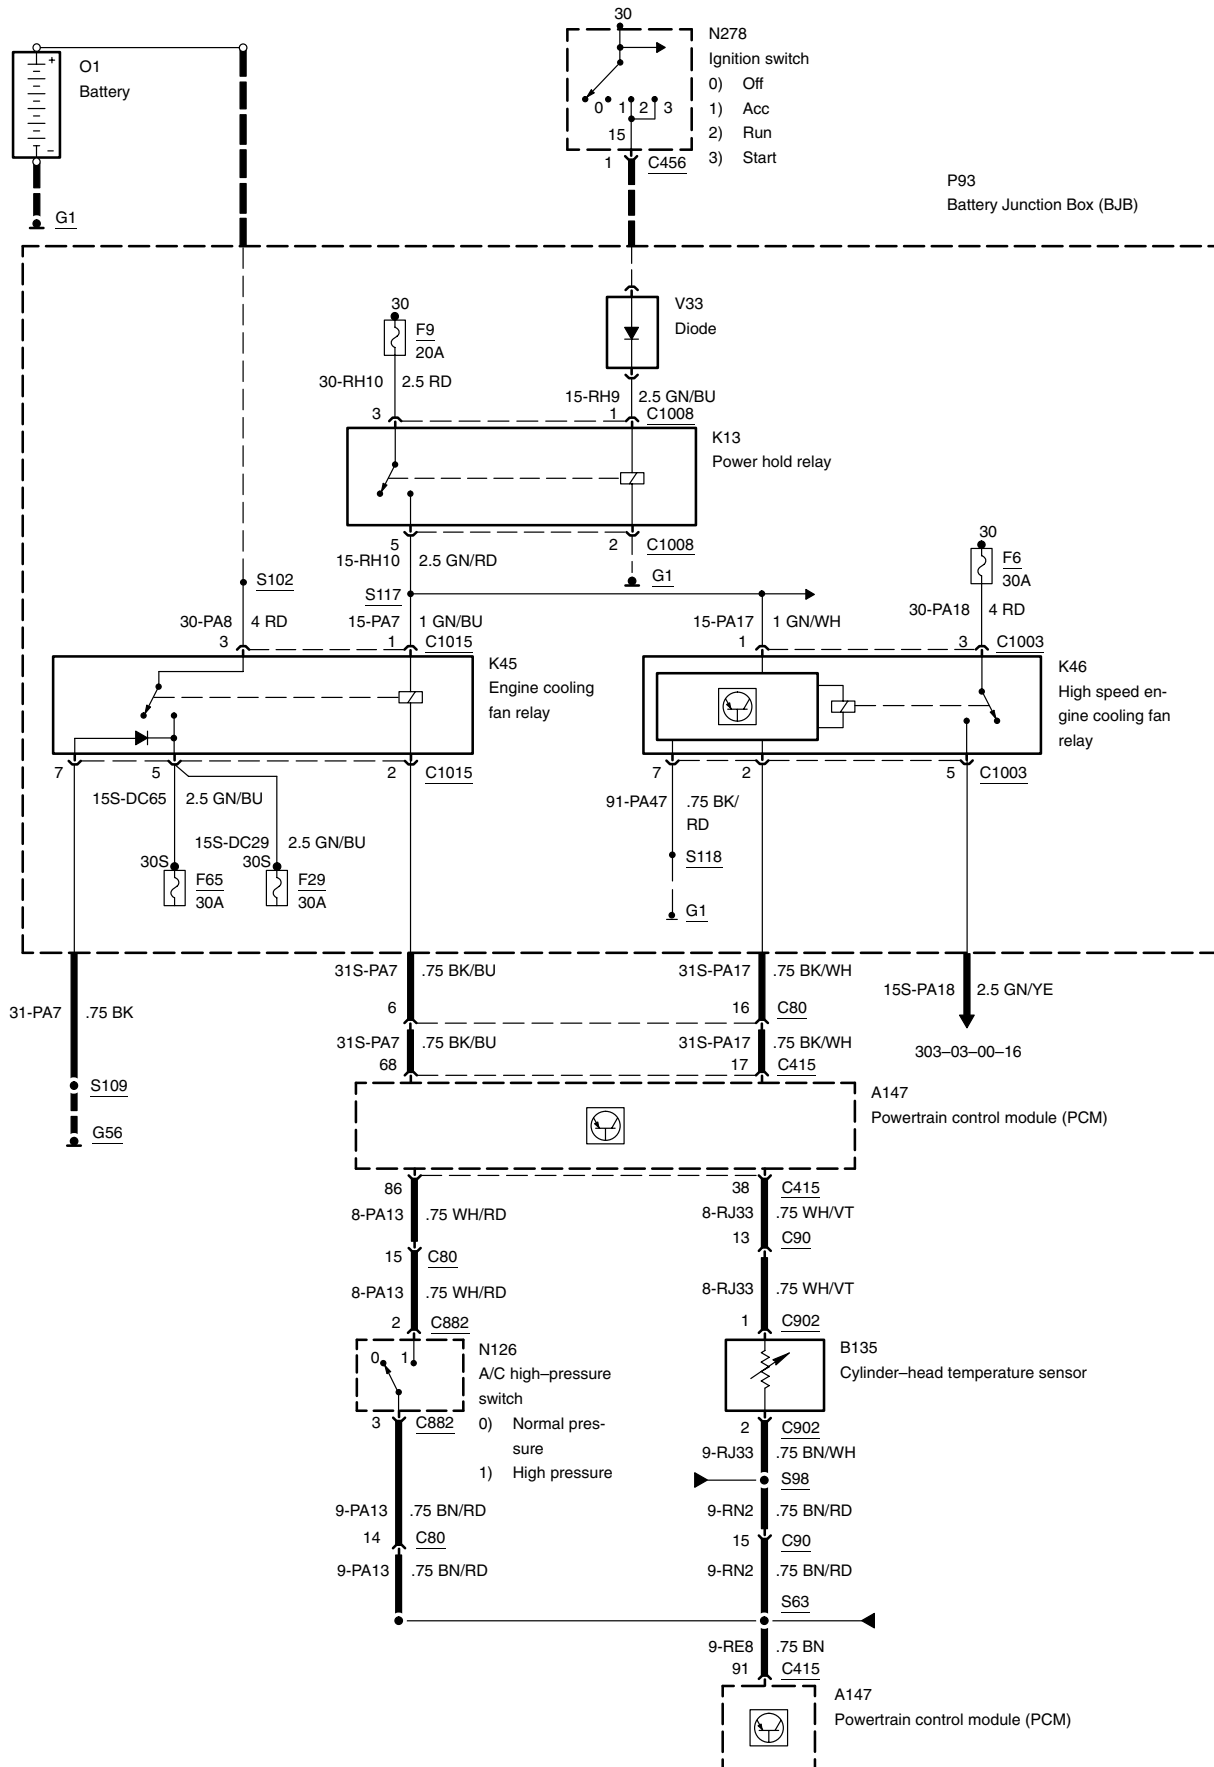 30
N278
Ignition switch
0) Off
1) Acc
2) Run
3) Start
0 1 2 3
15
1 C456
+
O1
Battery
−
G1
P93
Battery Junction Box (BJB)
V33
Diode
30
F9
20A
30-RH10 2.5 RD
15-RH9 2.5 GN/BU
3 1 C1008
K13
Power hold relay
5 2 C1008
15-RH10 2.5 GN/RD
G1
30
F6
30A
S102
S117
30-PA8 4 RD
15-PA7 1 GN/BU
15-PA17 1 GN/WH
30-PA18 4 RD
3 1 C1015
1 3 C1003
K45
Engine cooling
fan relay
K46
High speed en-
gine cooling fan
relay
7 5 2 C1015
7 2 5 C1003
15S-DC65 2.5 GN/BU
91-PA47 .75 BK/
RD
15S-DC29 2.5 GN/BU
30S 30S
F65
30A
F29
30A
S118
G1
31S-PA7 .75 BK/BU
31S-PA17 .75 BK/WH
15S-PA18 2.5 GN/YE
31-PA7 .75 BK
6 16 C80
31S-PA7 .75 BK/BU
31S-PA17 .75 BK/WH
303–03–00–16
68 17 C415
S109
G56
A147
Powertrain control module (PCM)
86 38 C415
8-PA13 .75 WH/RD
8-RJ33 .75 WH/VT
13 C90
15 C80
8-PA13 .75 WH/RD
8-RJ33 .75 WH/VT
2 C882
1 C902
0 1
N126
A/C high–pressure
switch
0) Normal pres-
sure
1) High pressure
B135
Cylinder–head temperature sensor
3 C882
2 C902
9-RJ33 .75 BN/WH
S98
9-PA13 .75 BN/RD
9-RN2 .75 BN/RD
14 C80
15 C90
9-PA13 .75 BN/RD
9-RN2 .75 BN/RD
S63
9-RE8 .75 BN
91 C415
A147
Powertrain control module (PCM)